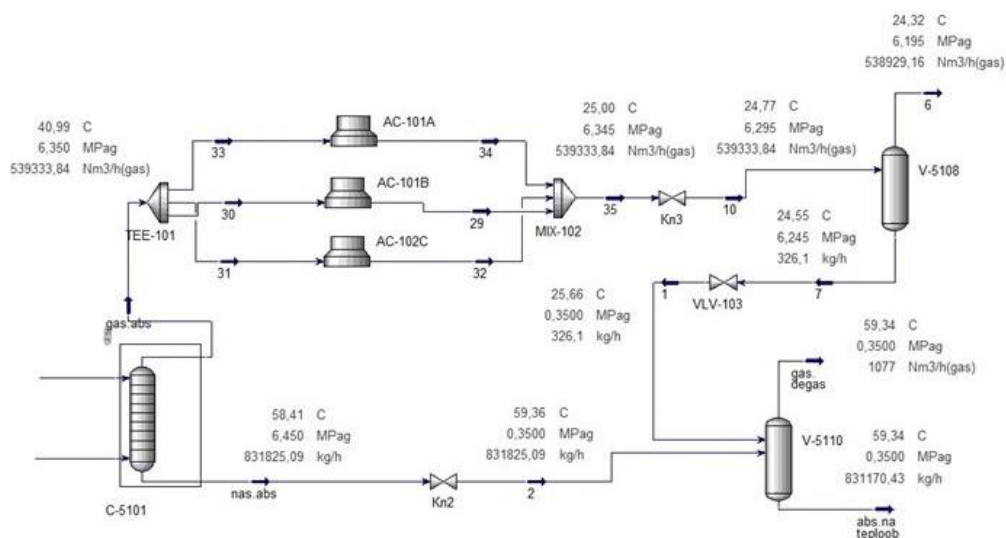 24,32 C
6,195 MPag
538929,16 Nm3/h(gas)
6
40,99 C
6,350 MPag
539333,84 Nm3/h(gas)
33
AC-101A
34
25,00 C
6,345 MPag
539333,84 Nm3/h(gas)
24,77 C
6,295 MPag
539333,84 Nm3/h(gas)
V-5108
TEE-101
30
AC-101B
29
MIX-102
35
Kn3
10
31
AC-102C
32
24,55 C
6,245 MPag
326,1 kg/h
1
VLV-103
7
gas.abs
25,66 C
0,3500 MPag
326,1 kg/h
59,34 C
0,3500 MPag
1077 Nm3/h(gas)
gas.
degas
58,41 C
6,450 MPag
831825,09 kg/h
59,36 C
0,3500 MPag
831825,09 kg/h
V-5110
59,34 C
0,3500 MPag
831170,43 kg/h
nas.abs
Kn2
2
C-5101
abs.na
teploob